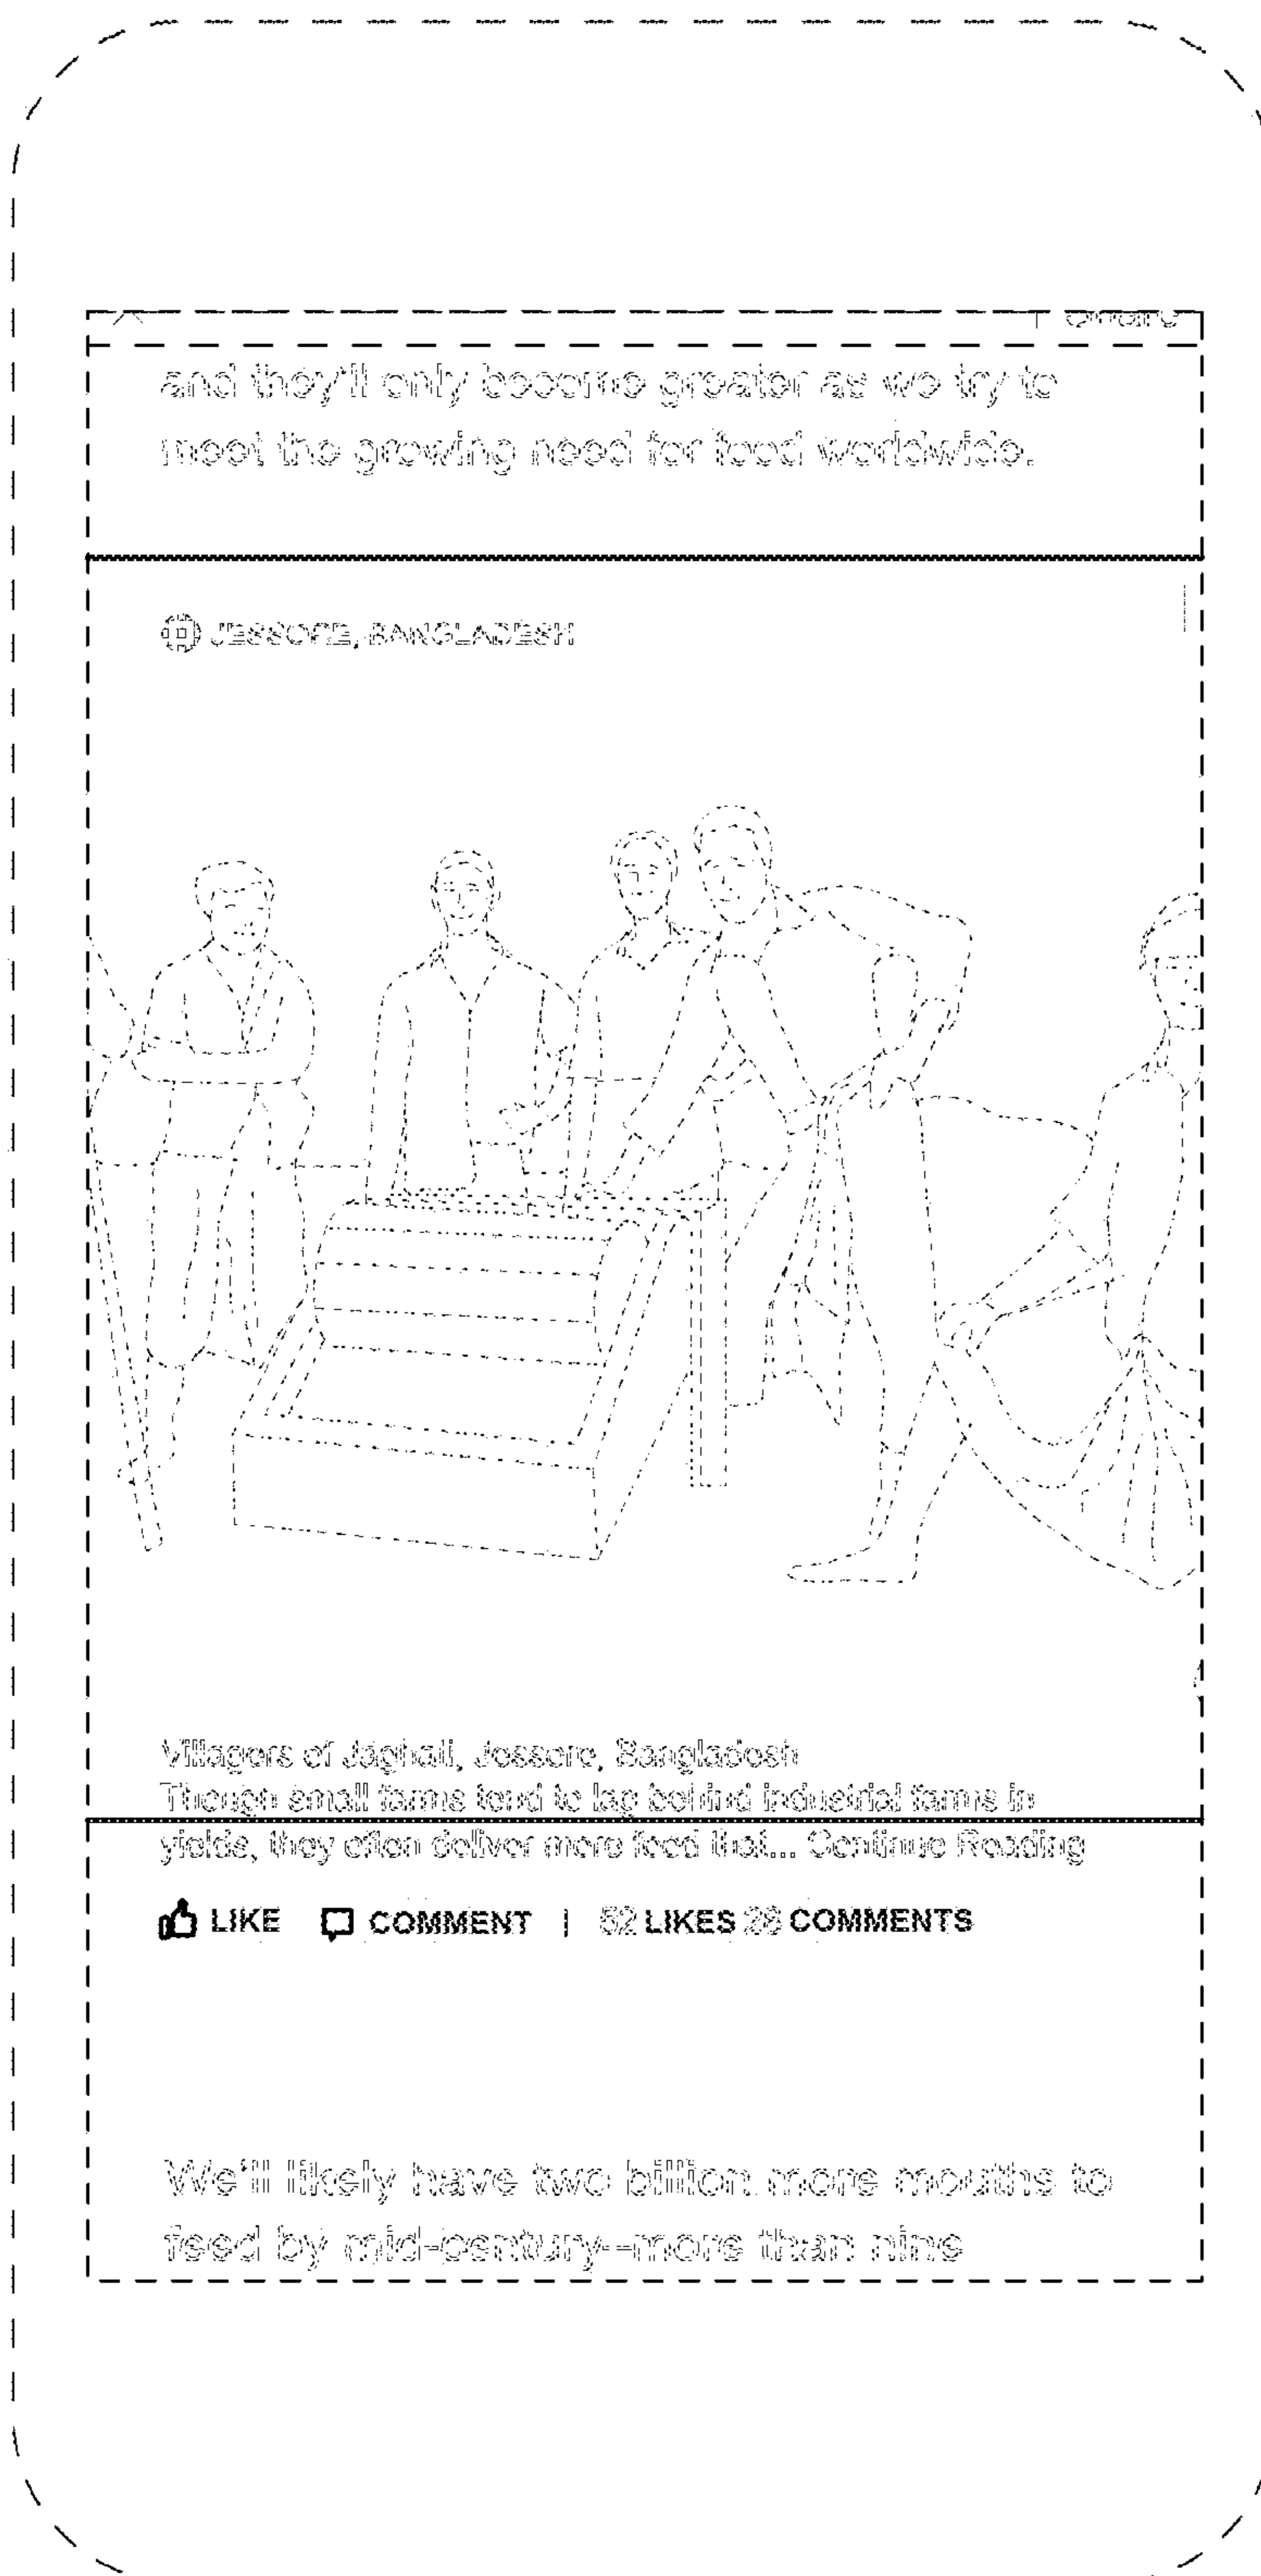 and they'll only become greater as we try to
meet the growing need for food worldwide.
JESSORE, BANGLADESH
Villagers of Jaghati, Jessore, Bangladesh
Though small farms tend to lag behind industrial farms in
yields, they often deliver more food that... Continue Reading
LIKE COMMENT | 52 LIKES 28 COMMENTS
We'll likely have two billion more mouths to
feed by mid-century--more than nine